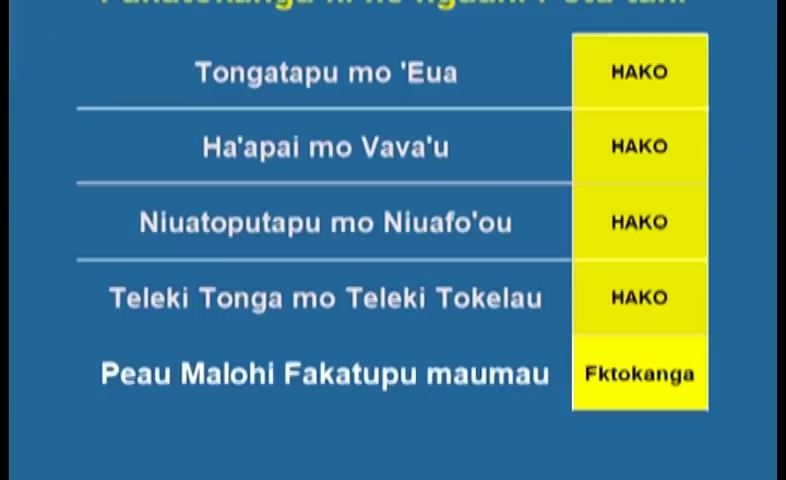 Tongatapu mo 'Eua HAKO
Ha'apai mo Vava'u HAKO
Niuatoputapu mo Niuafo'ou HAKO
Teleki Tonga mo Teleki Tokelau HAKO
Peau Malohi Fakatupu maumau Fktokanga